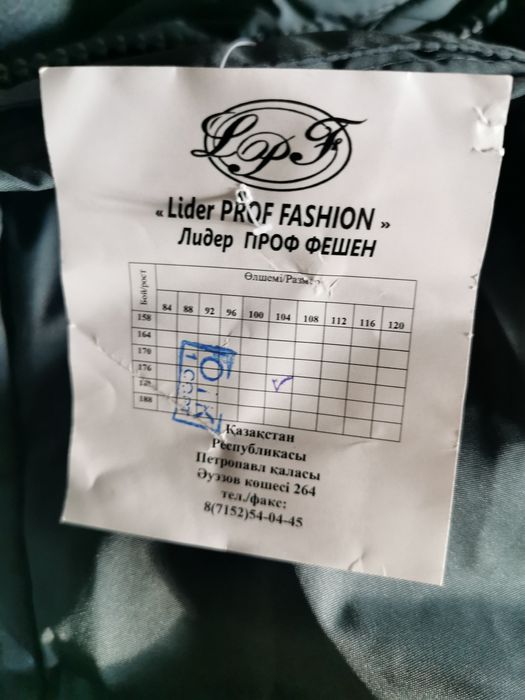 LPF
« Lider PROF FASHION »
Лидер ПРОФ ФЕШЕН
Бой/рост
Өлшемі/Размер
84 88 92 96 100 104 108 112 116 120
158
164
170
176
182
188
Қазақстан
Республикасы
Петропавл қаласы
Әуэзов көшесі 264
тел./факс:
8(7152)54-04-45